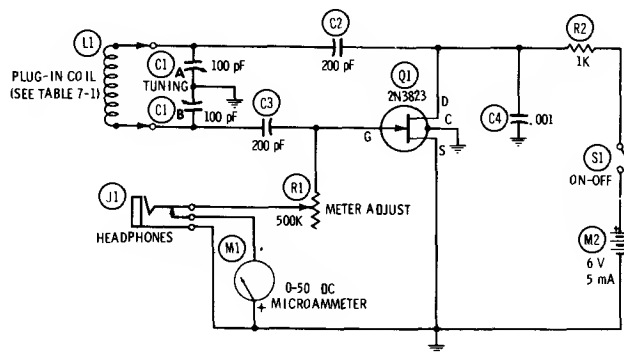 L1
PLUG-IN COIL
(SEE TABLE 7-1)
C1
A
100 pF
TUNING
C1
B
100 pF
C2
200 pF
C3
200 pF
Q1
2N3823
D
C
G
S
C4
.001
R2
1K
S1
ON-OFF
M2
+
6 V
5 mA
R1
500K
METER ADJUST
J1
HEADPHONES
M1
0-50 DC
MICROAMMETER
+